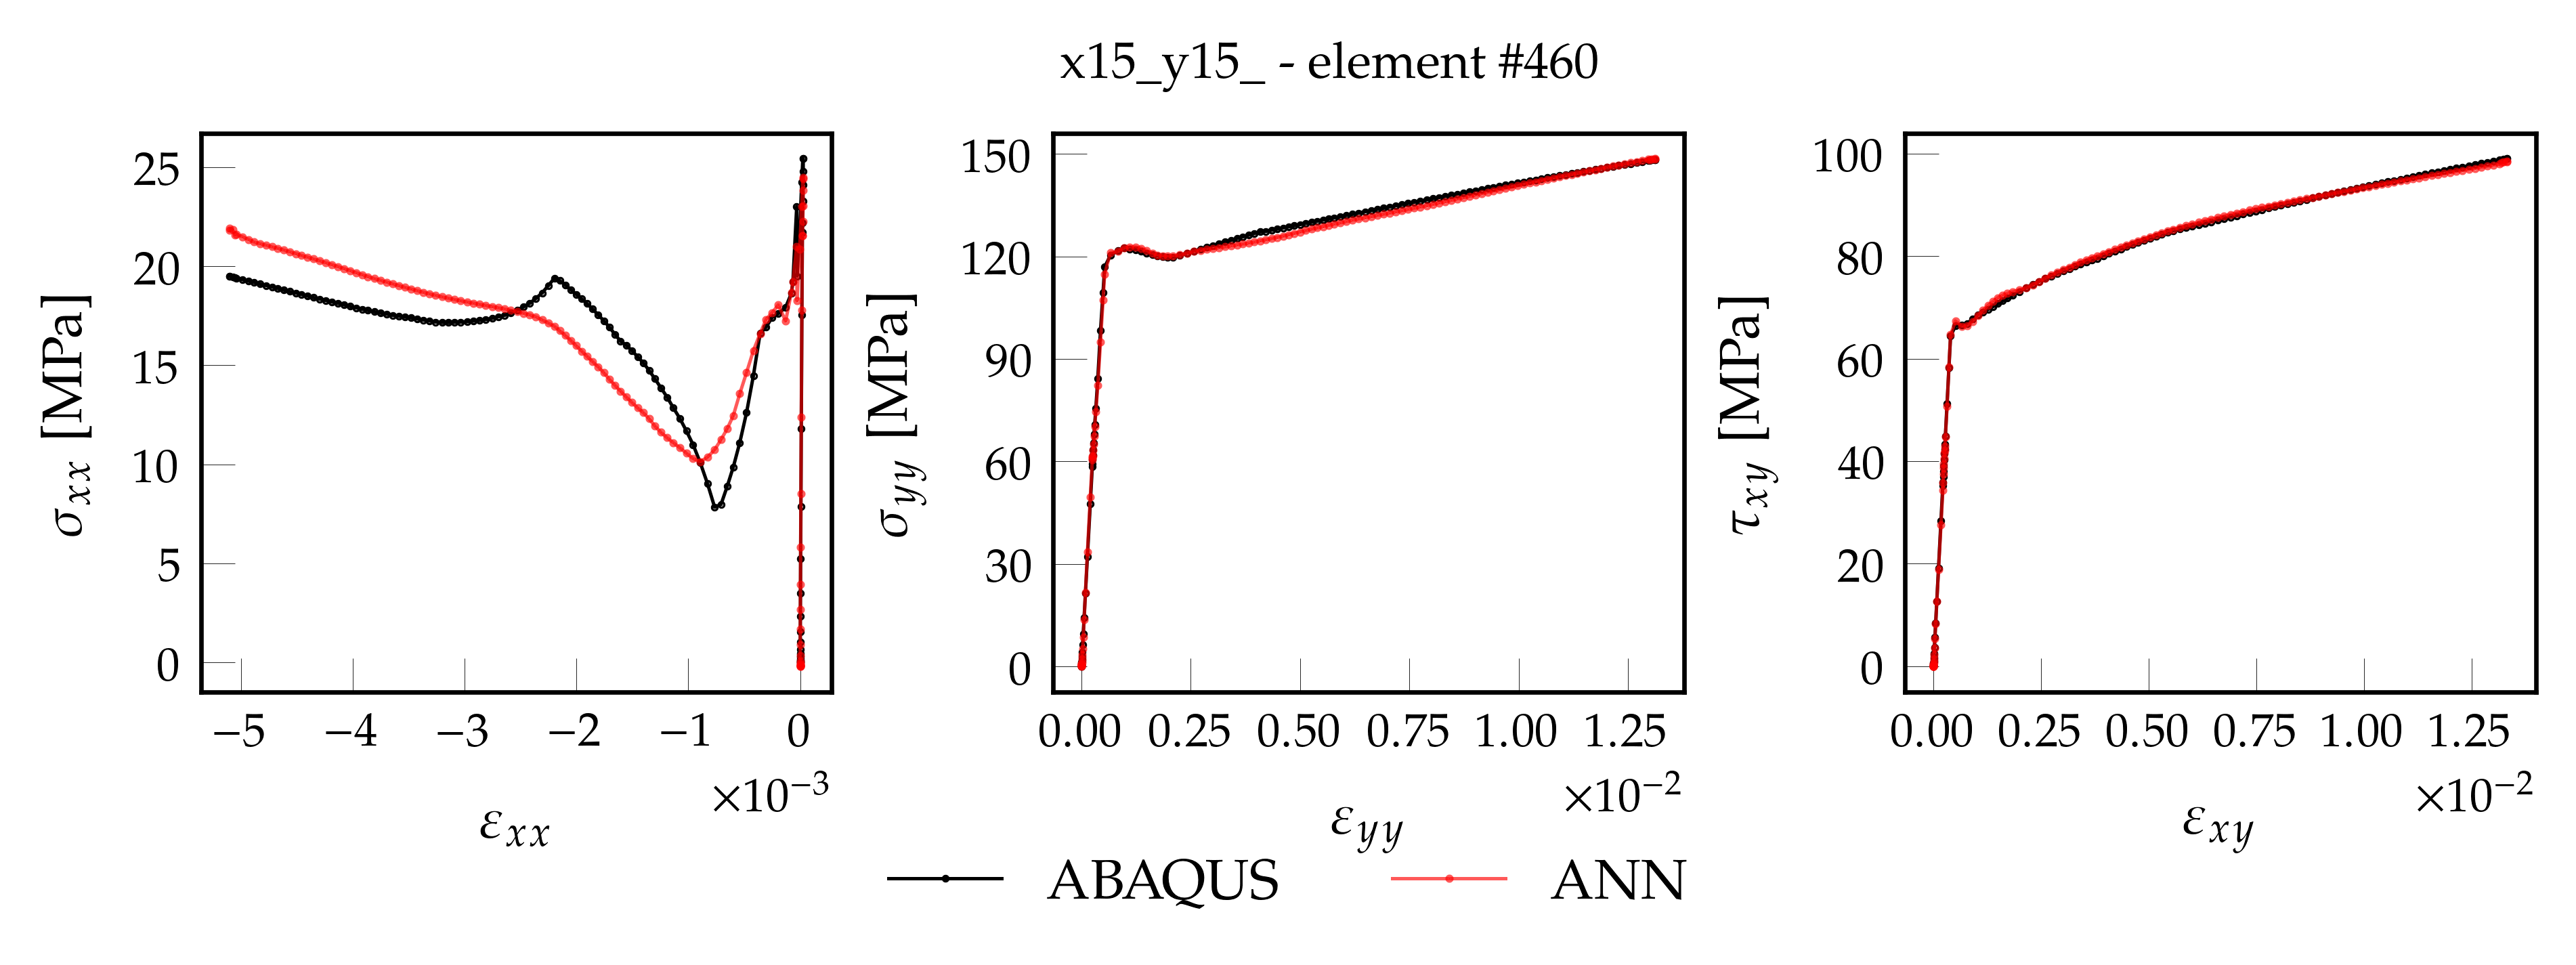 x15_y15_ - element #460
σxx [MPa]
25
20
15
10
5
0
−5 −4 −3 −2 −1 0
×10−3
εxx
σyy [MPa]
150
120
90
60
30
0
0.00 0.25 0.50 0.75 1.00 1.25
×10−2
εyy
τxy [MPa]
100
80
60
40
20
0
0.00 0.25 0.50 0.75 1.00 1.25
×10−2
εxy
ABAQUS ANN